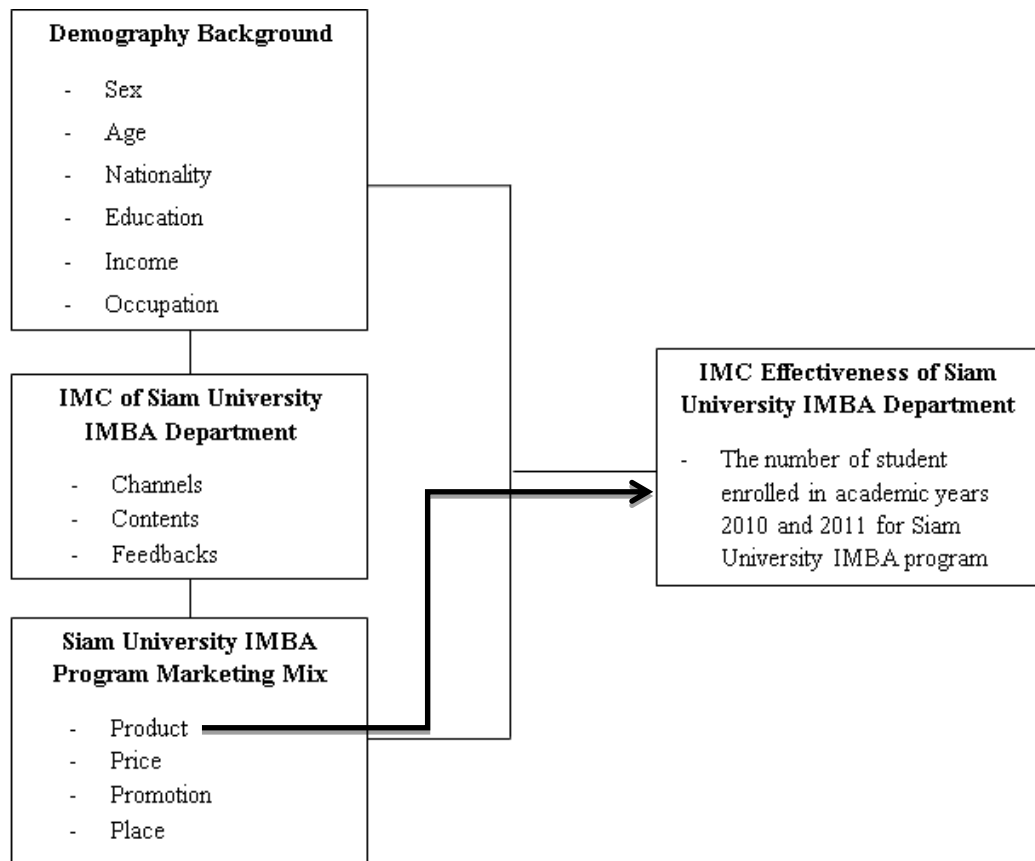 Demography Background
- Sex
- Age
- Nationality
- Education
- Income
- Occupation
IMC of Siam University
IMBA Department
- Channels
- Contents
- Feedbacks
Siam University IMBA
Program Marketing Mix
- Product
- Price
- Promotion
- Place
IMC Effectiveness of Siam
University IMBA Department
- The number of student
enrolled in academic years
2010 and 2011 for Siam
University IMBA program